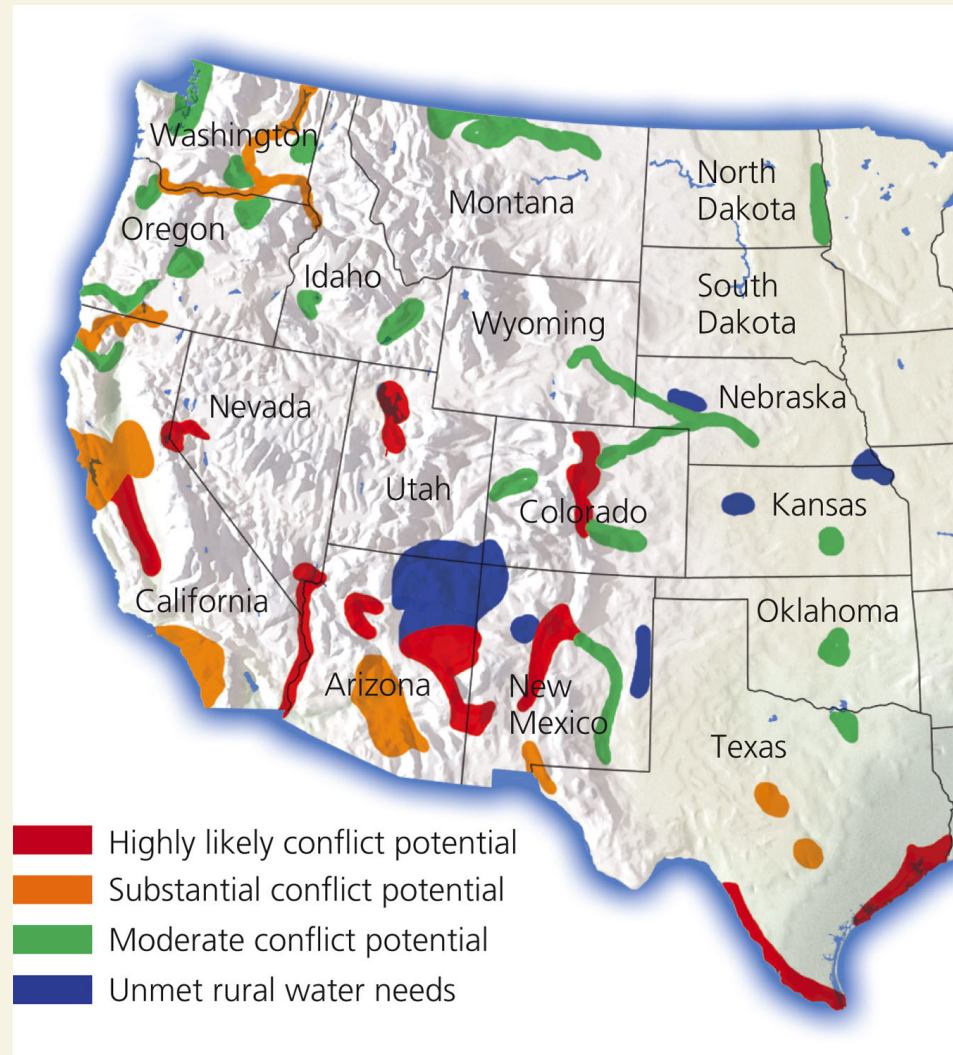 Washington
Montana
North
Dakota
Oregon
Idaho
South
Dakota
Wyoming
Nebraska
Nevada
Utah
Colorado
Kansas
California
Oklahoma
Arizona
New
Mexico
Texas
Highly likely conflict potential
Substantial conflict potential
Moderate conflict potential
Unmet rural water needs